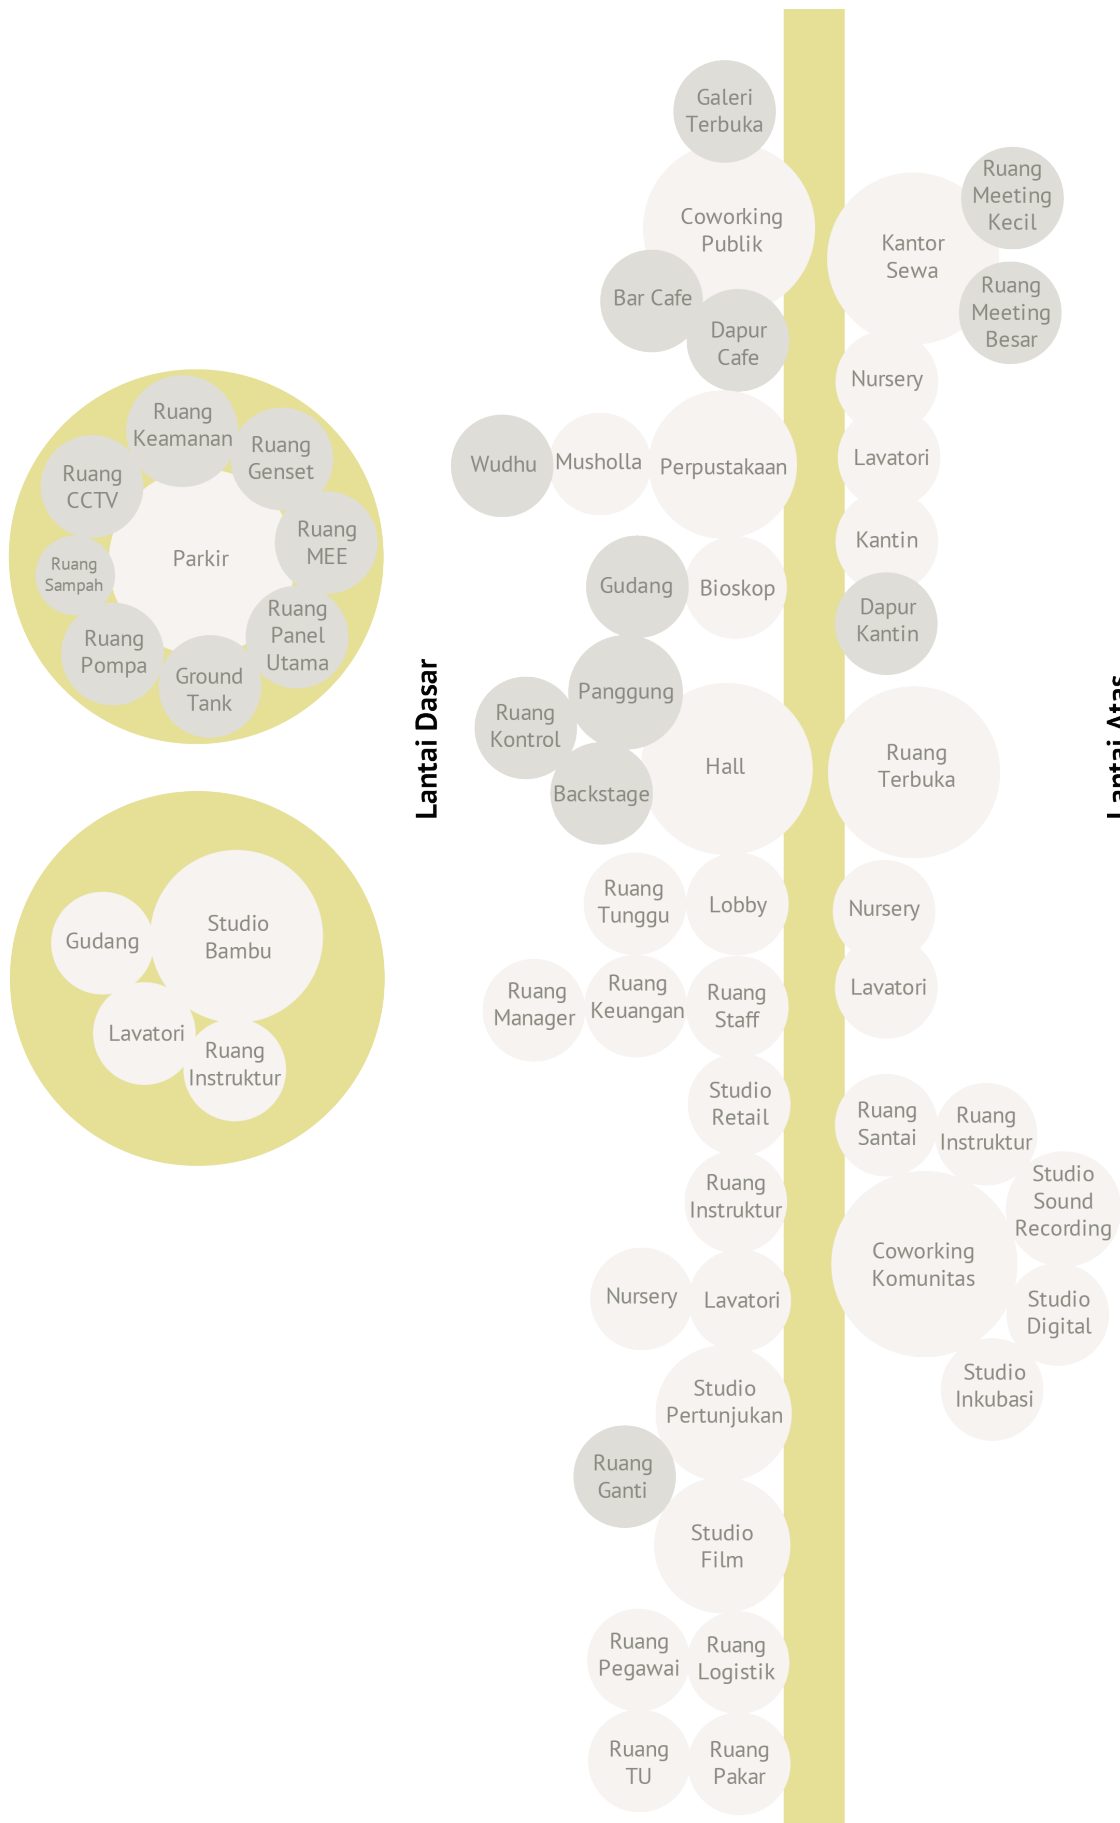 Ruang
Keamanan
Ruang
Genset
Ruang
CCTV
Ruang
MEE
Parkir
Ruang
Sampah
Ruang
Panel
Utama
Ruang
Pompa
Ground
Tank
Studio
Bambu
Gudang
Lavatori
Ruang
Instruktur
Lantai Dasar
Galeri
Terbuka
Coworking
Publik
Bar Cafe
Dapur
Cafe
Wudhu
Musholla
Perpustakaan
Gudang
Bioskop
Panggung
Ruang
Kontrol
Hall
Backstage
Ruang
Tunggu
Lobby
Ruang
Manager
Ruang
Keuangan
Ruang
Staff
Studio
Retail
Ruang
Instruktur
Nursery
Lavatori
Studio
Pertunjukan
Ruang
Ganti
Studio
Film
Ruang
Pegawai
Ruang
Logistik
Ruang
TU
Ruang
Pakar
Ruang
Meeting
Kecil
Kantor
Sewa
Ruang
Meeting
Besar
Nursery
Lavatori
Kantin
Dapur
Kantin
Ruang
Terbuka
Nursery
Lavatori
Ruang
Santai
Ruang
Instruktur
Studio
Sound
Recording
Coworking
Komunitas
Studio
Digital
Studio
Inkubasi
Lantai Atas